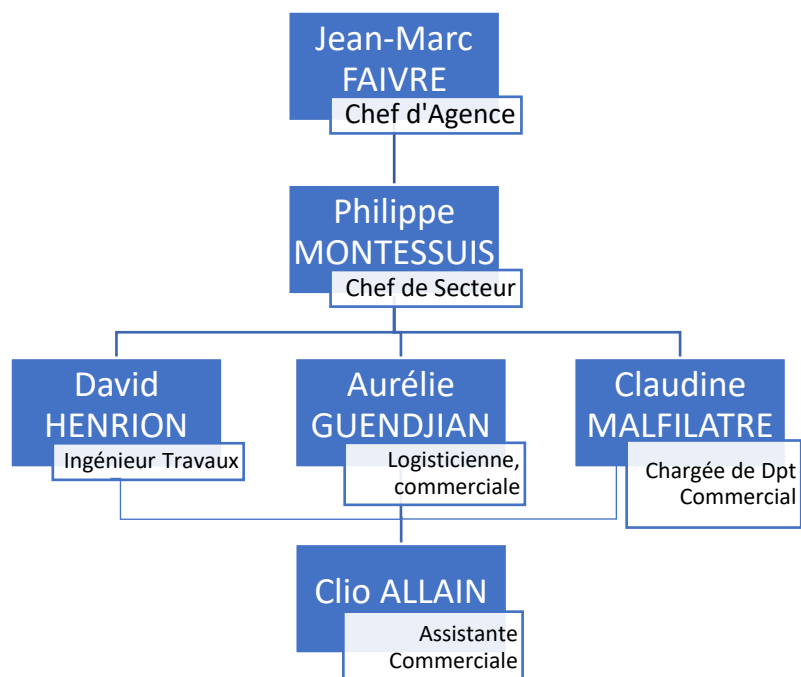 Jean-Marc
FAIVRE
Chef d'Agence
Philippe
MONTESSUIS
Chef de Secteur
David
HENRION
Ingénieur Travaux
Aurélie
GUENDJIAN
Logisticienne,
commerciale
Claudine
MALFILATRE
Chargée de Dpt
Commercial
Clio ALLAIN
Assistante
Commerciale